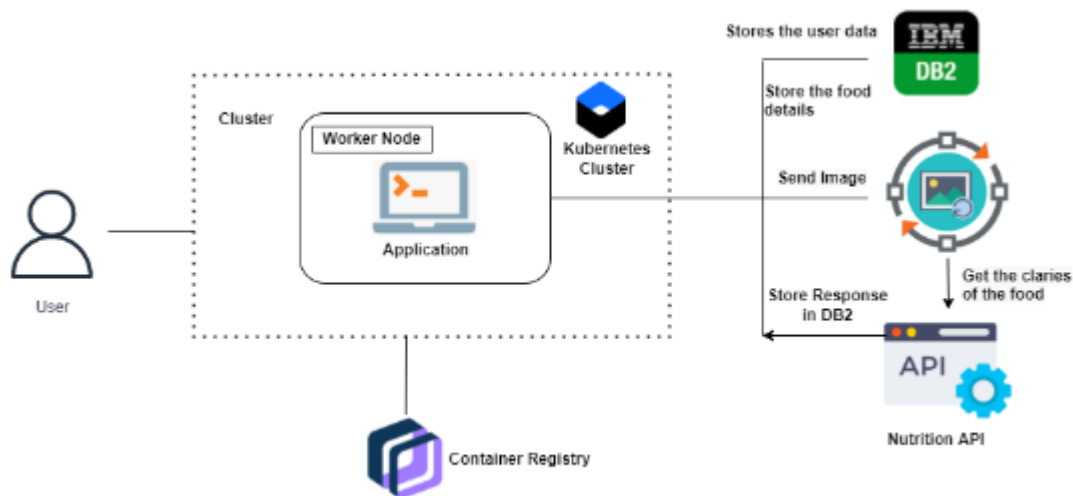 Stores the user data
IBM
DB2
Store the food
details
Cluster
Worker Node
Kubernetes
Cluster
Application
Send Image
User
Get the claries
of the food
Store Response
in DB2
API
Nutrition API
Container Registry